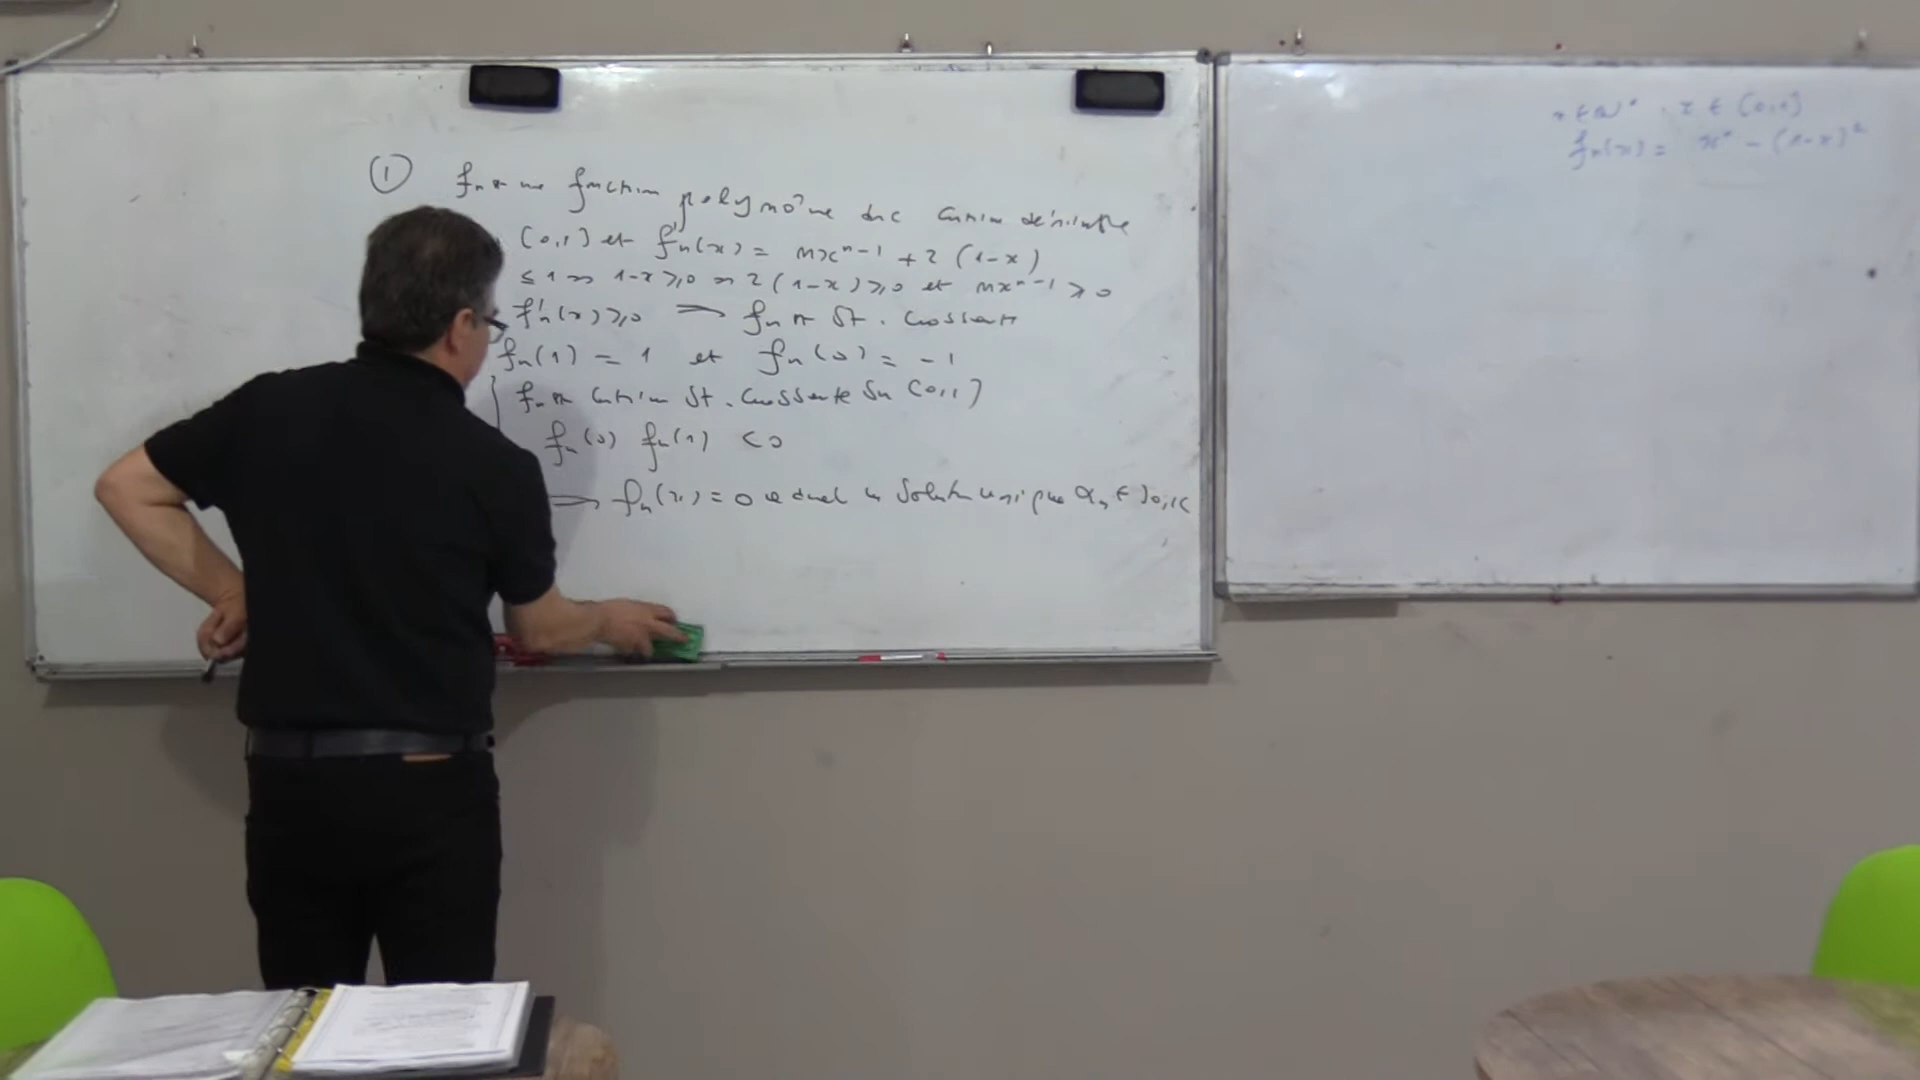 ① fn est une fonction polynôme donc continue dérivable
[0,1] et f'n(x) = nxⁿ⁻¹ + 2(1-x)
≤ 1 ⇒ 1-x ≥ 0 ⇒ 2(1-x) ≥ 0 et nxⁿ⁻¹ ≥ 0
f'n(x) ≥ 0 ⇒ fn est St. croissante
fn(1) = 1 et fn(0) = -1
fn est continue St. croissante sur [0,1]
fn(0) fn(1) < 0
⇒ fn(x) = 0 admet une solution unique αn ∈ ]0,1[
n ∈ ℕ* . x ∈ [0,1]
fn(x) = xⁿ - (1-x)²